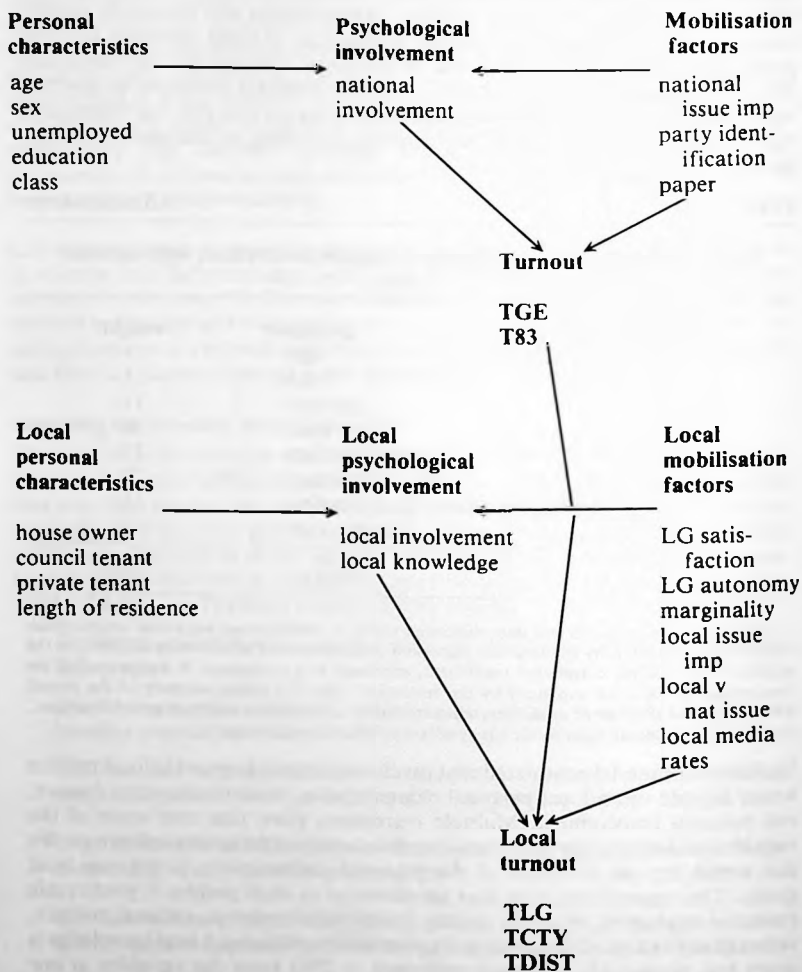 Personal
characteristics
age
sex
unemployed
education
class
Psychological
involvement
national
involvement
Mobilisation
factors
national
issue imp
party ident-
ification
paper
Turnout
TGE
T83
Local
personal
characteristics
house owner
council tenant
private tenant
length of residence
Local
psychological
involvement
local involvement
local knowledge
Local
mobilisation
factors
LG satis-
faction
LG autonomy
marginality
local issue
imp
local v
nat issue
local media
rates
Local
turnout
TLG
TCTY
TDIST